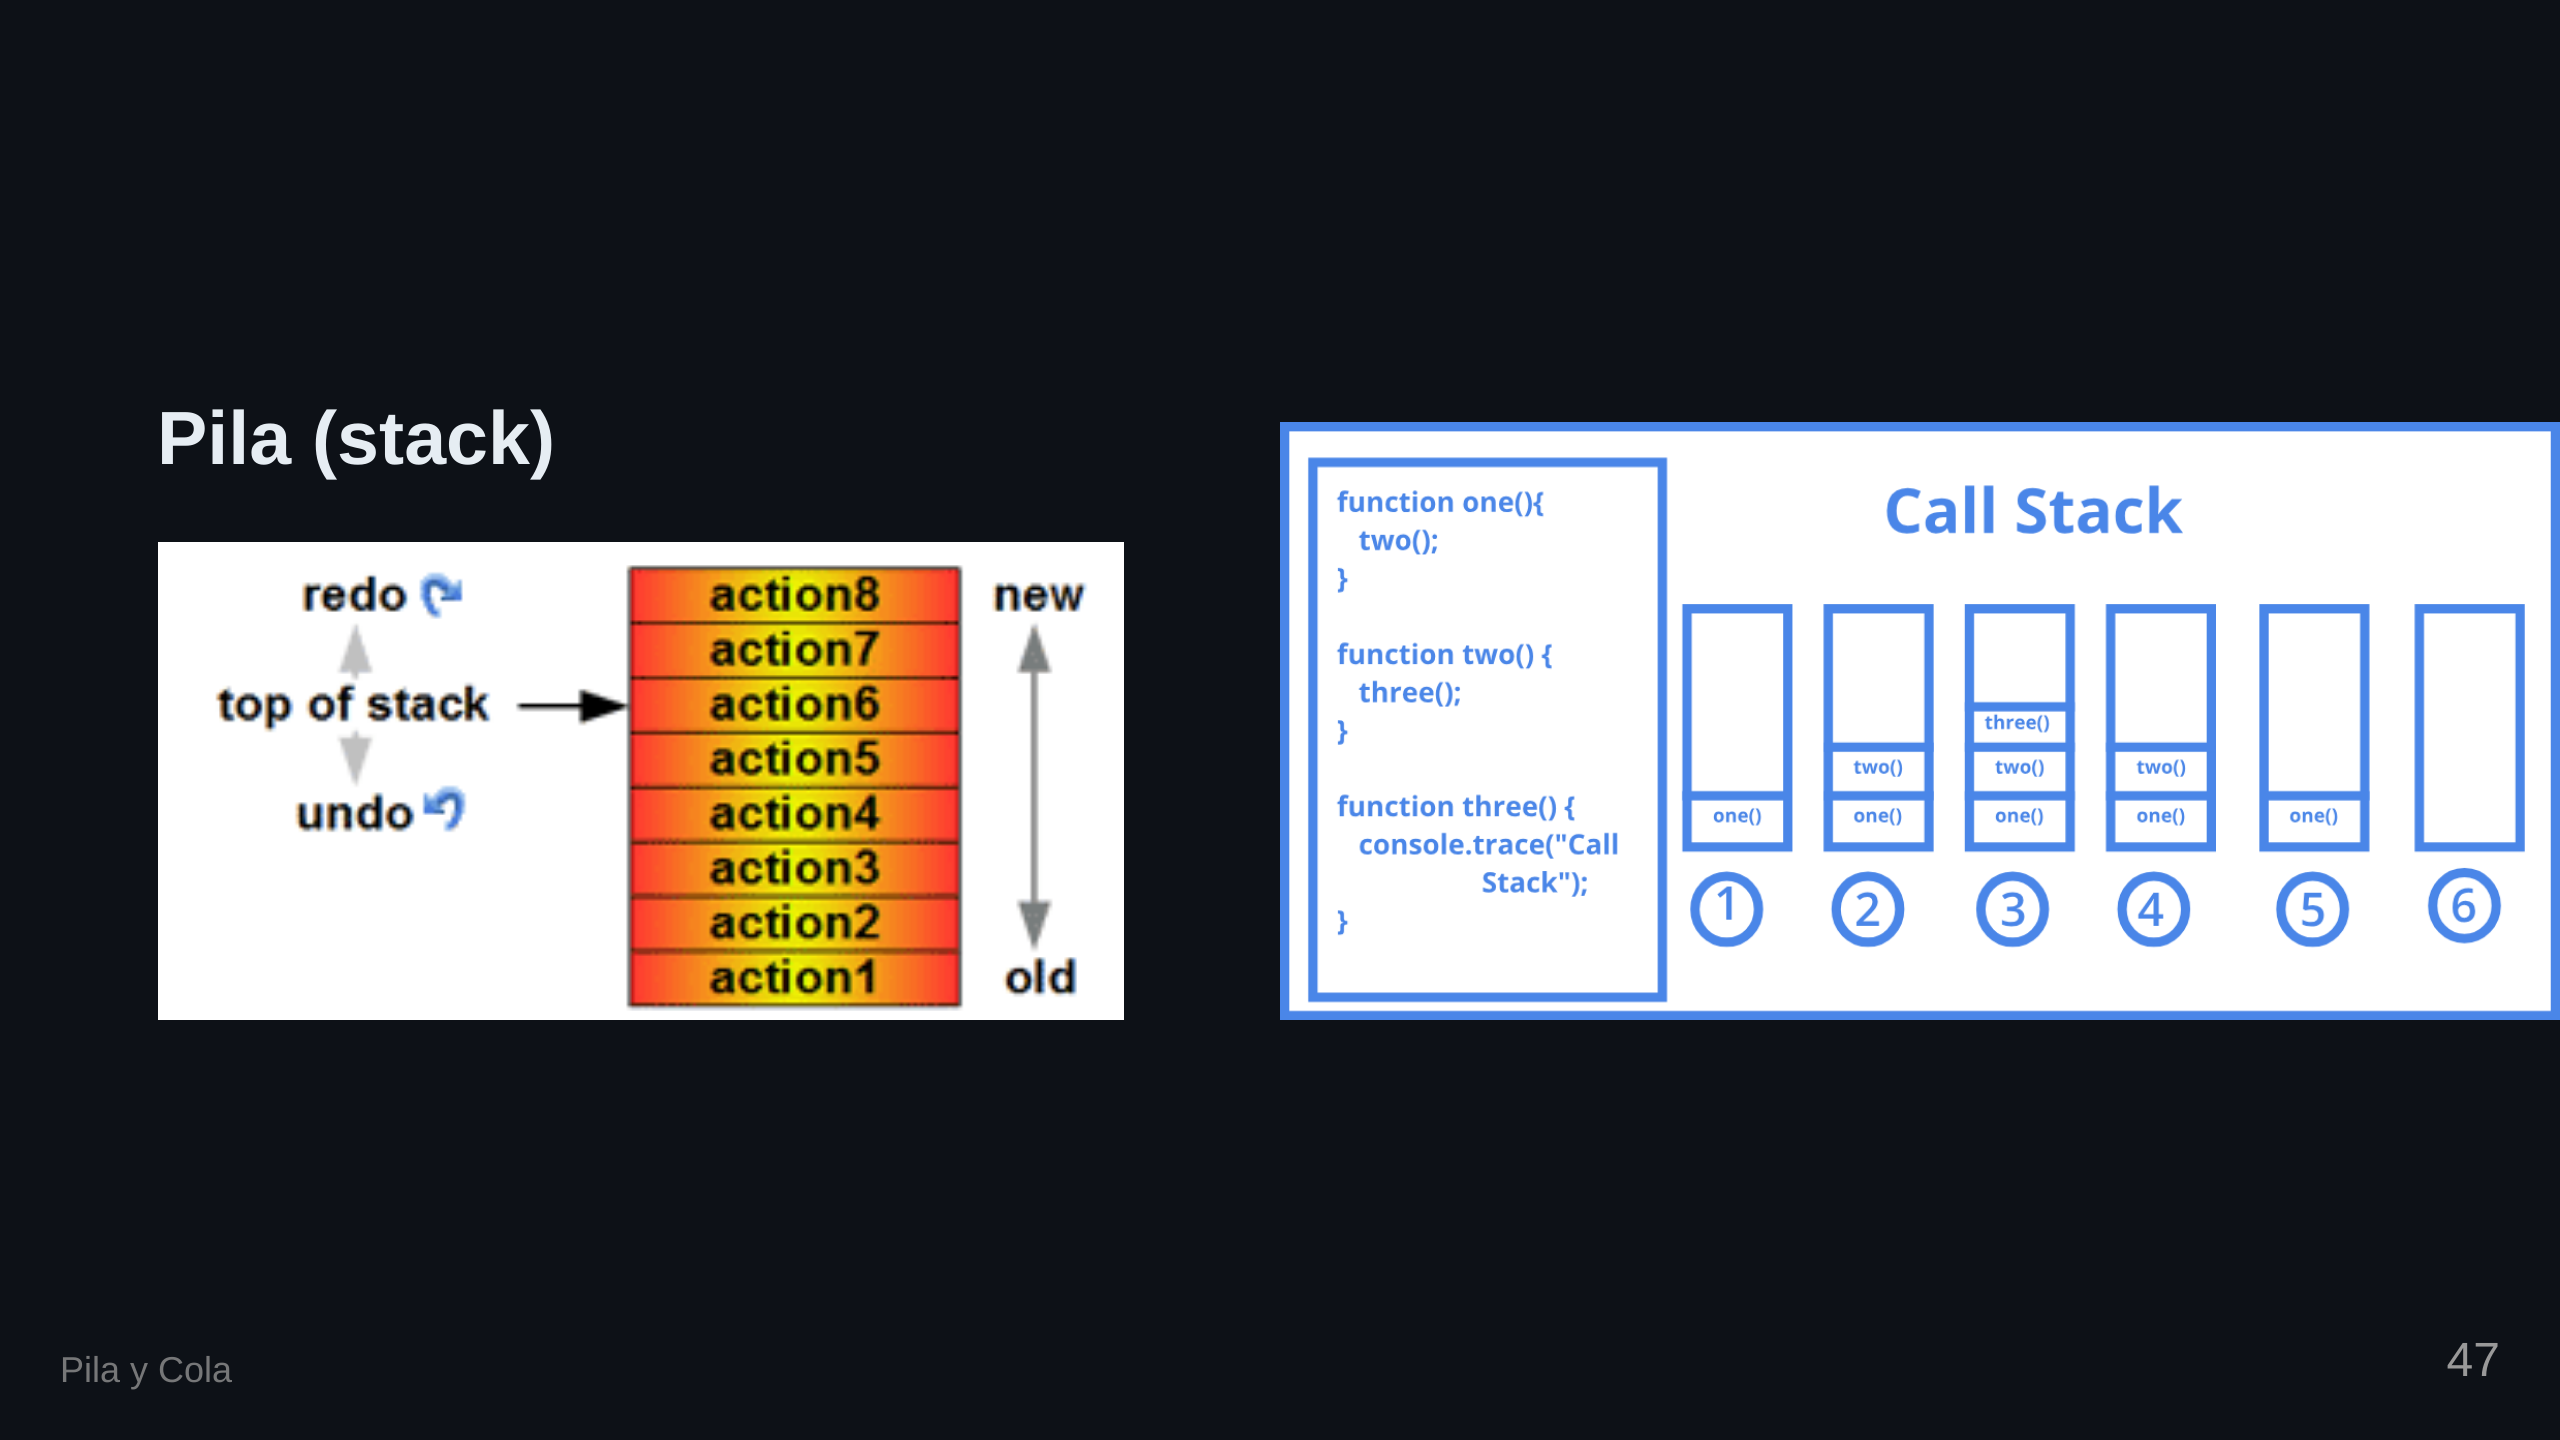 Pila (stack)
redo
top of stack
undo
action8
action7
action6
action5
action4
action3
action2
action1
new
old
function one(){
two();
}
function two() {
three();
}
function three() {
console.trace("Call
Stack");
}
Call Stack
one()
two()
one()
three()
two()
one()
two()
one()
one()
1
2
3
4
5
6
Pila y Cola
47